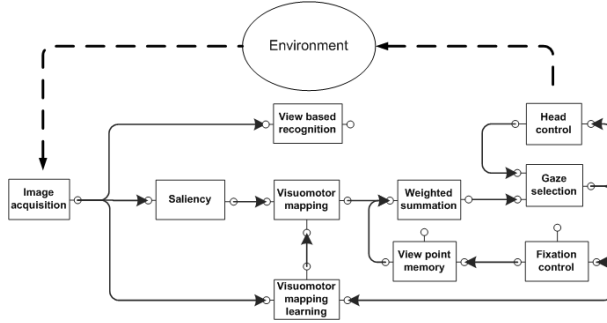 Environment
View based
recognition
Head
control
Image
acquisition
Saliency
Visuomotor
mapping
Weighted
summation
Gaze
selection
View point
memory
Fixation
control
Visuomotor
mapping
learning